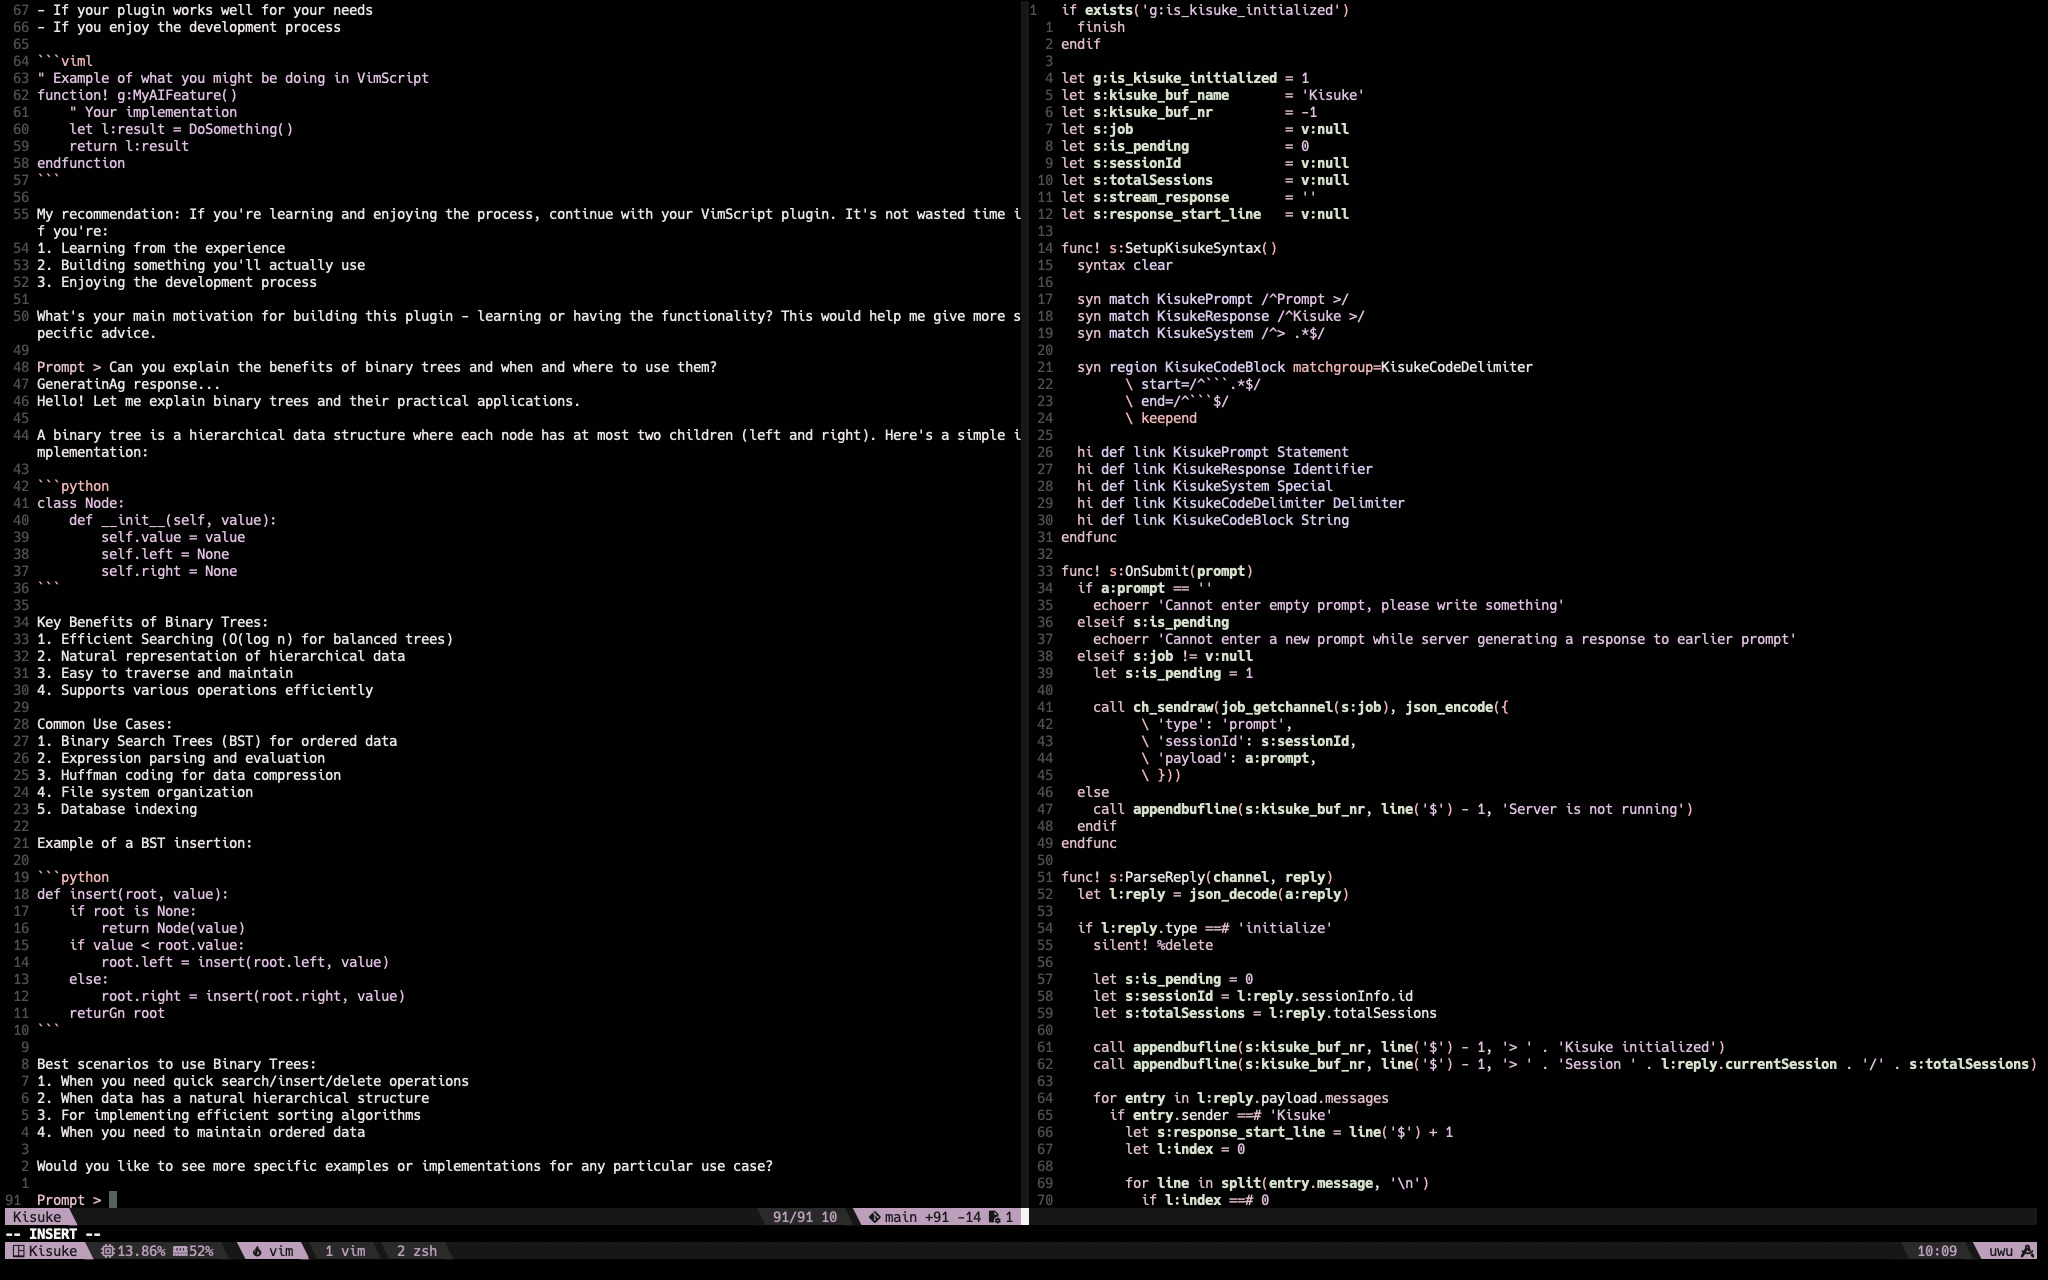 67 - If your plugin works well for your needs
66 - If you enjoy the development process
65
64 ```viml
63 " Example of what you might be doing in VimScript
62 function! g:MyAIFeature()
61     " Your implementation
60     let l:result = DoSomething()
59     return l:result
58 endfunction
57 ```
56
55 My recommendation: If you're learning and enjoying the process, continue with your VimScript plugin. It's not wasted time i
f you're:
54 1. Learning from the experience
53 2. Building something you'll actually use
52 3. Enjoying the development process
51
50 What's your main motivation for building this plugin - learning or having the functionality? This would help me give more s
pecific advice.
49
48 Prompt > Can you explain the benefits of binary trees and when and where to use them?
47 GeneratinAg response...
46 Hello! Let me explain binary trees and their practical applications.
45
44 A binary tree is a hierarchical data structure where each node has at most two children (left and right). Here's a simple i
mplementation:
43
42 ```python
41 class Node:
40     def __init__(self, value):
39         self.value = value
38         self.left = None
37         self.right = None
36 ```
35
34 Key Benefits of Binary Trees:
33 1. Efficient Searching (O(log n) for balanced trees)
32 2. Natural representation of hierarchical data
31 3. Easy to traverse and maintain
30 4. Supports various operations efficiently
29
28 Common Use Cases:
27 1. Binary Search Trees (BST) for ordered data
26 2. Expression parsing and evaluation
25 3. Huffman coding for data compression
24 4. File system organization
23 5. Database indexing
22
21 Example of a BST insertion:
20
19 ```python
18 def insert(root, value):
17     if root is None:
16         return Node(value)
15     if value < root.value:
14         root.left = insert(root.left, value)
13     else:
12         root.right = insert(root.right, value)
11     returGn root
10 ```
9
8 Best scenarios to use Binary Trees:
7 1. When you need quick search/insert/delete operations
6 2. When data has a natural hierarchical structure
5 3. For implementing efficient sorting algorithms
4 4. When you need to maintain ordered data
3
2 Would you like to see more specific examples or implementations for any particular use case?
1
91 Prompt >
1 if exists('g:is_kisuke_initialized')
1   finish
2 endif
3
4 let g:is_kisuke_initialized = 1
5 let s:kisuke_buf_name       = 'Kisuke'
6 let s:kisuke_buf_nr         = -1
7 let s:job                   = v:null
8 let s:is_pending            = 0
9 let s:sessionId             = v:null
10 let s:totalSessions         = v:null
11 let s:stream_response       = ''
12 let s:response_start_line   = v:null
13
14 func! s:SetupKisukeSyntax()
15   syntax clear
16
17   syn match KisukePrompt /^Prompt >/
18   syn match KisukeResponse /^Kisuke >/
19   syn match KisukeSystem /^> .*$/
20
21   syn region KisukeCodeBlock matchgroup=KisukeCodeDelimiter
22         \ start=/^```.*$/
23         \ end=/^```$/
24         \ keepend
25
26   hi def link KisukePrompt Statement
27   hi def link KisukeResponse Identifier
28   hi def link KisukeSystem Special
29   hi def link KisukeCodeDelimiter Delimiter
30   hi def link KisukeCodeBlock String
31 endfunc
32
33 func! s:OnSubmit(prompt)
34   if a:prompt == ''
35     echoerr 'Cannot enter empty prompt, please write something'
36   elseif s:is_pending
37     echoerr 'Cannot enter a new prompt while server generating a response to earlier prompt'
38   elseif s:job != v:null
39     let s:is_pending = 1
40
41     call ch_sendraw(job_getchannel(s:job), json_encode({
42           \ 'type': 'prompt',
43           \ 'sessionId': s:sessionId,
44           \ 'payload': a:prompt,
45           \ }))
46   else
47     call appendbufline(s:kisuke_buf_nr, line('$') - 1, 'Server is not running')
48   endif
49 endfunc
50
51 func! s:ParseReply(channel, reply)
52   let l:reply = json_decode(a:reply)
53
54   if l:reply.type ==# 'initialize'
55     silent! %delete
56
57     let s:is_pending = 0
58     let s:sessionId = l:reply.sessionInfo.id
59     let s:totalSessions = l:reply.totalSessions
60
61     call appendbufline(s:kisuke_buf_nr, line('$') - 1, '> ' . 'Kisuke initialized')
62     call appendbufline(s:kisuke_buf_nr, line('$') - 1, '> ' . 'Session ' . l:reply.currentSession . '/' . s:totalSessions)
63
64     for entry in l:reply.payload.messages
65       if entry.sender ==# 'Kisuke'
66         let s:response_start_line = line('$') + 1
67         let l:index = 0
68
69         for line in split(entry.message, '\n')
70           if l:index ==# 0
Kisuke 91/91 10 main +91 -14 1
-- INSERT --
Kisuke 13.86% 52% vim 1 vim 2 zsh 10:09 uwu